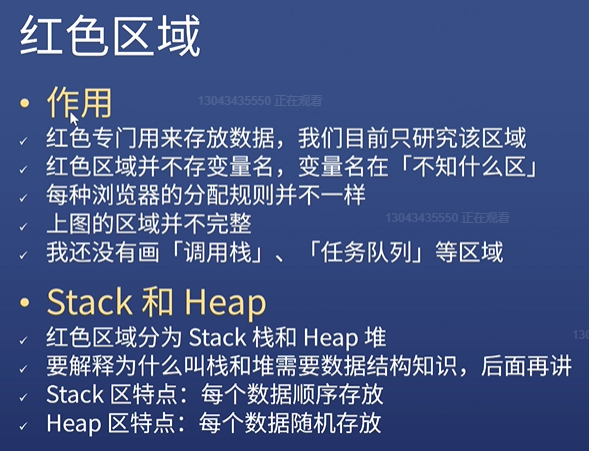 红色区域
• 作用
13043435550 正在观看
✓ 红色专门用来存放数据，我们目前只研究该区域
✓ 红色区域并不存变量名，变量名在「不知什么区」
✓ 每种浏览器的分配规则并不一样
13043435550 正在观看
✓ 上图的区域并不完整
✓ 我还没有画「调用栈」、「任务队列」等区域
• Stack 和 Heap
130
✓ 红色区域分为 Stack 栈和 Heap 堆
✓ 要解释为什么叫栈和堆需要数据结构知识，后面再讲
✓ Stack 区特点：每个数据顺序存放
✓ Heap 区特点：每个数据随机存放